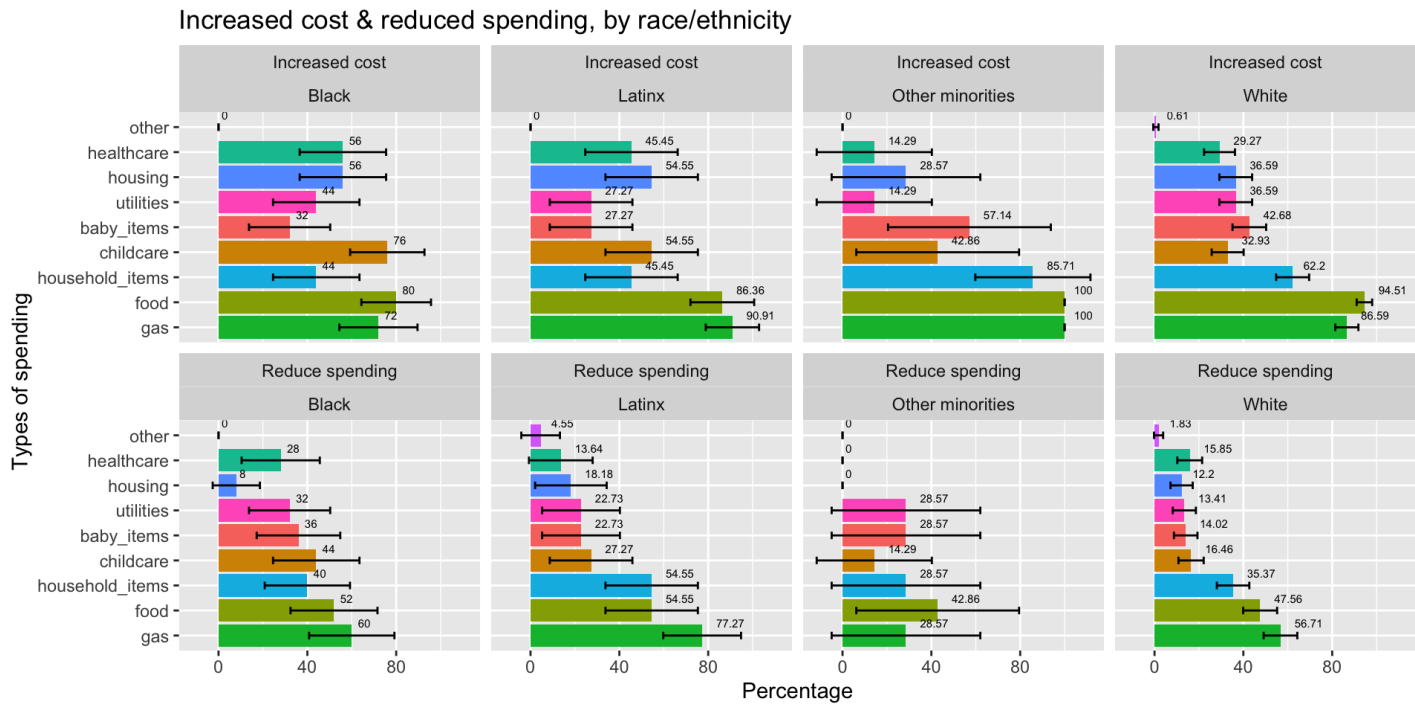 Increased cost & reduced spending, by race/ethnicity
Increased cost Increased cost Increased cost Increased cost
Black Latinx Other minorities White
other 0 0 0 0.61
healthcare 56 45.45 14.29 29.27
housing 56 54.55 28.57 36.59
utilities 44 27.27 14.29 36.59
baby_items 32 27.27 57.14 42.68
childcare 76 54.55 42.86 32.93
household_items 44 45.45 85.71 62.2
food 80 86.36 100 94.51
gas 72 90.91 100 86.59
Reduce spending Reduce spending Reduce spending Reduce spending
Black Latinx Other minorities White
other 0 4.55 0 1.83
healthcare 28 13.64 0 15.85
housing 8 18.18 0 12.2
utilities 32 22.73 28.57 13.41
baby_items 36 22.73 28.57 14.02
childcare 44 27.27 14.29 16.46
household_items 40 54.55 28.57 35.37
food 52 54.55 42.86 47.56
gas 60 77.27 28.57 56.71
0 40 80 0 40 80 0 40 80 0 40 80
Percentage
Types of spending